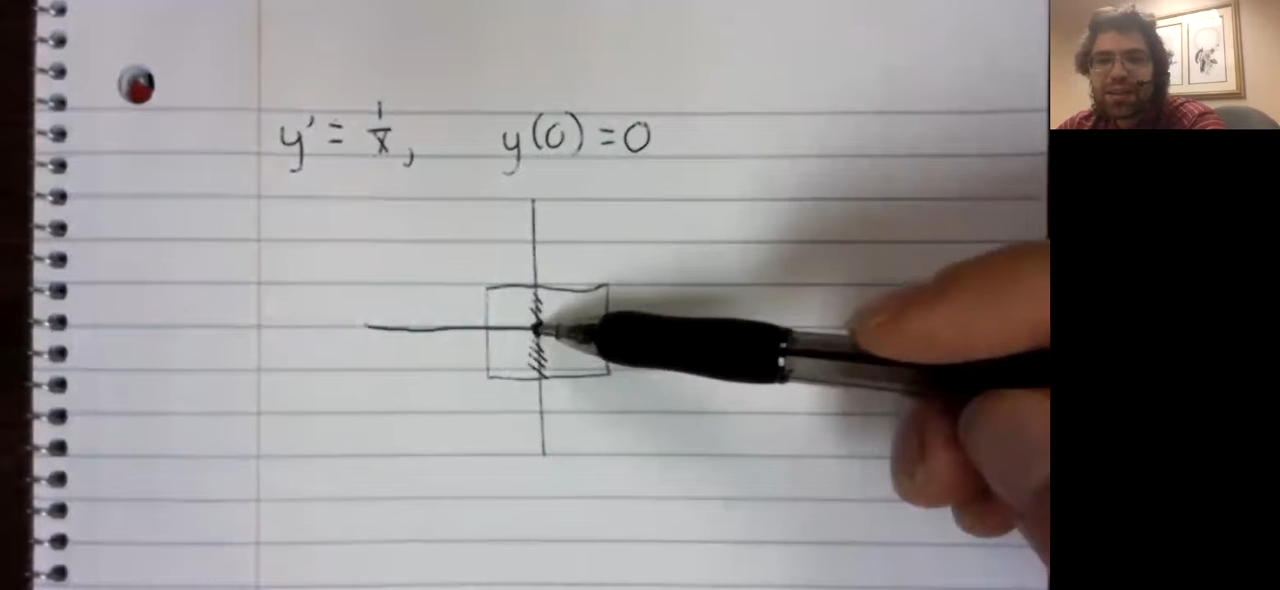 y' = 1/x, y(0) = 0